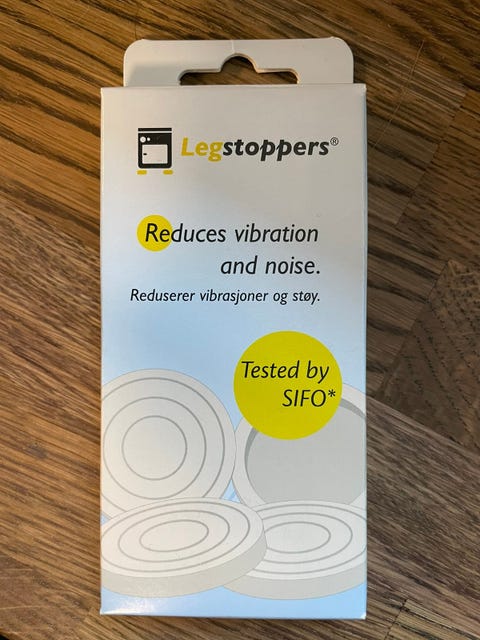 Legstoppers®
Reduces vibration
and noise.
Reduserer vibrasjoner og støy.
Tested by
SIFO*